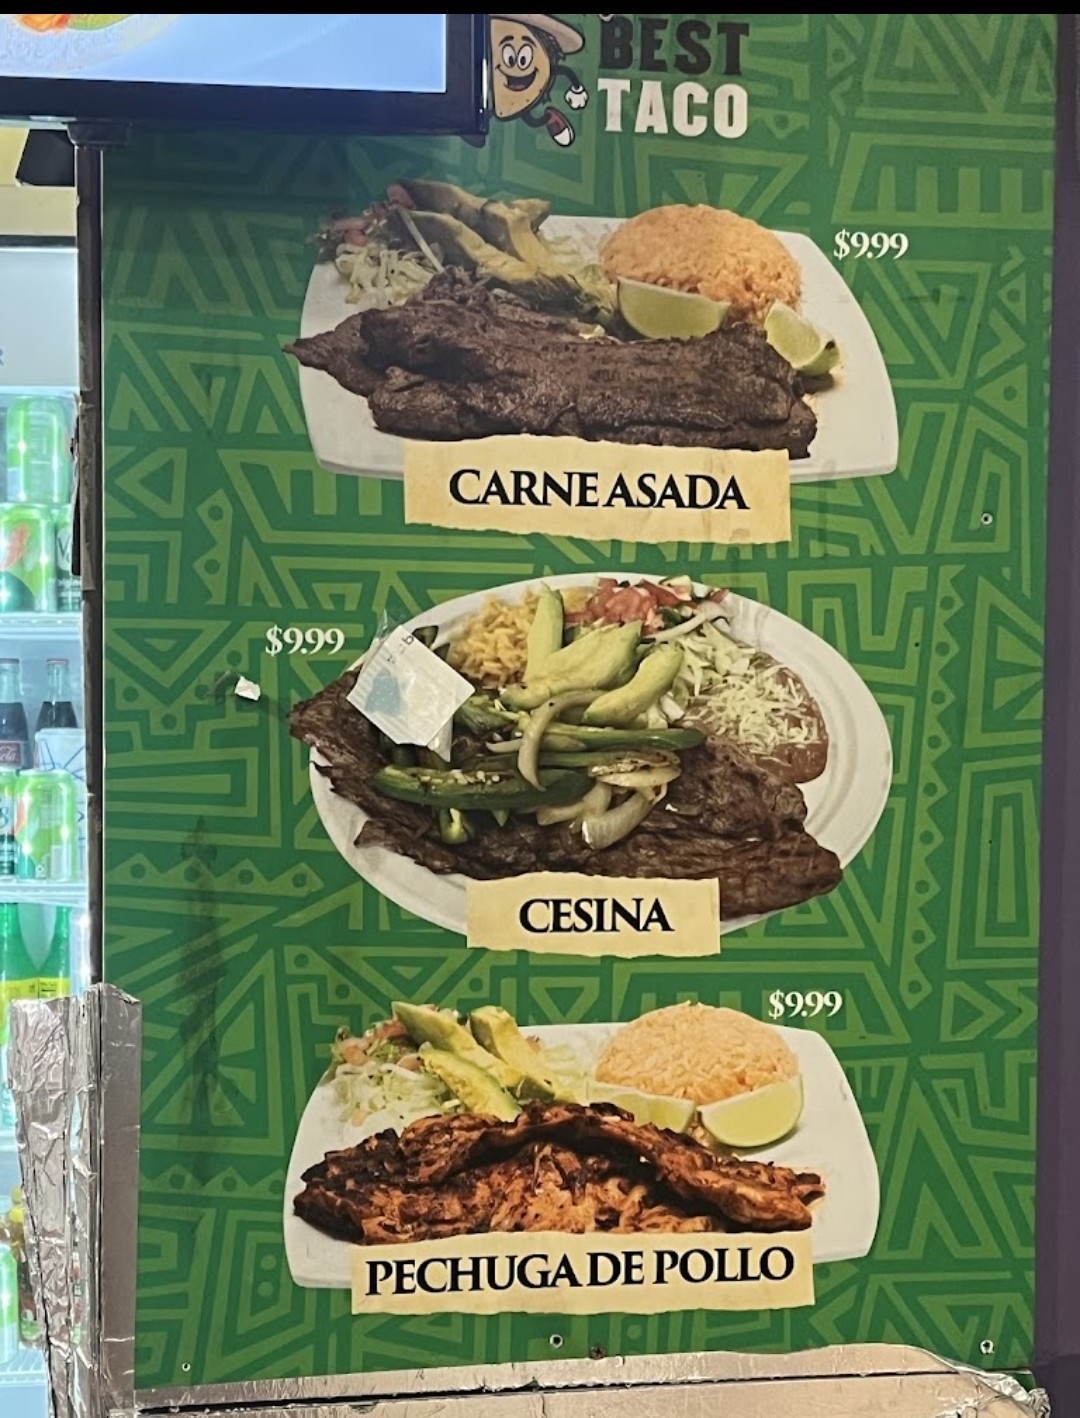 BEST
TACO
$9.99
CARNE ASADA
$9.99
CESINA
$9.99
PECHUGA DE POLLO